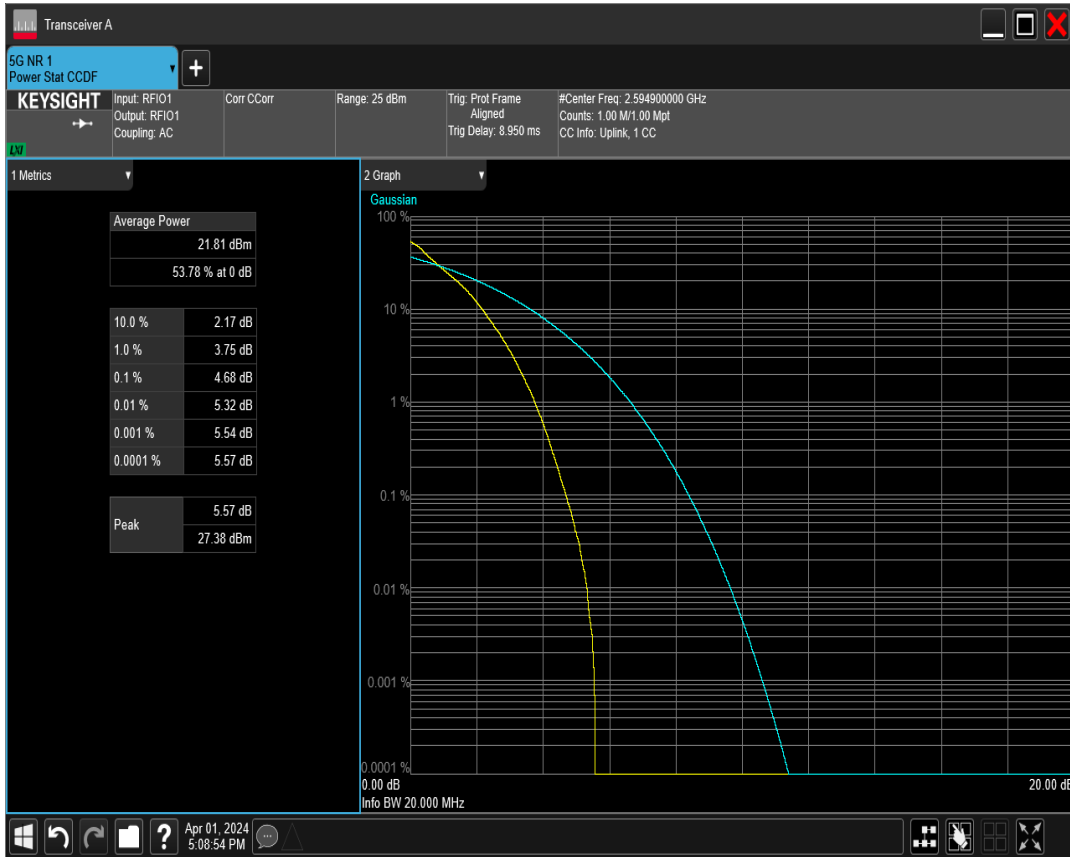 Transceiver A
5G NR 1
Power Stat CCDF
KEYSIGHT
LXI
Input: RFIO1
Output: RFIO1
Coupling: AC
Corr CCorr
Range: 25 dBm
Trig: Prot Frame
Aligned
Trig Delay: 8.950 ms
#Center Freq: 2.594900000 GHz
Counts: 1.00 M/1.00 Mpt
CC Info: Uplink, 1 CC
1 Metrics
Average Power
21.81 dBm
53.78 % at 0 dB
10.0 % 2.17 dB
1.0 % 3.75 dB
0.1 % 4.68 dB
0.01 % 5.32 dB
0.001 % 5.54 dB
0.0001 % 5.57 dB
Peak
5.57 dB
27.38 dBm
2 Graph
Gaussian
100 %
10 %
1 %
0.1 %
0.01 %
0.001 %
0.0001 %
0.00 dB 20.00 dB
Info BW 20.000 MHz
?
Apr 01, 2024
5:08:54 PM